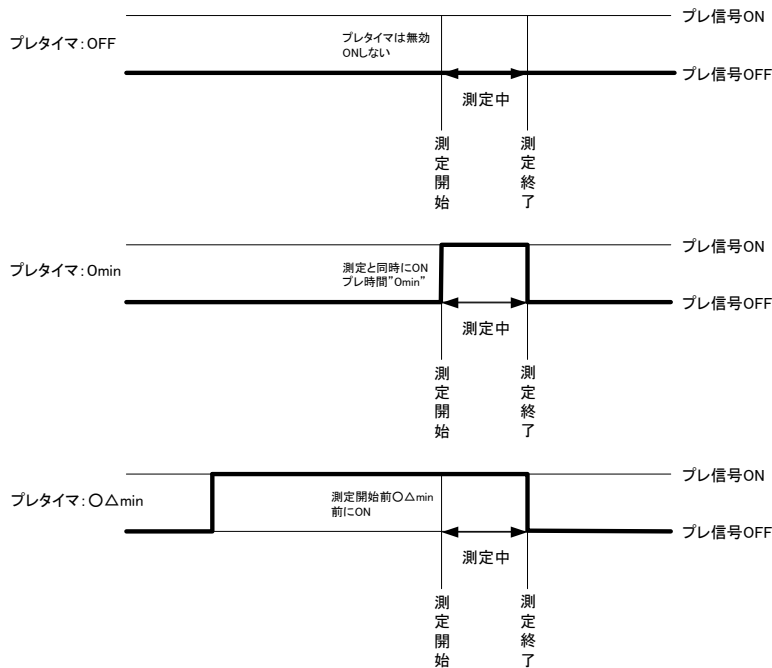 プレ信号ON
プレタイマ:OFF
プレタイマは無効
ONしない
プレ信号OFF
測定中
測定開始
測定終了
プレ信号ON
プレタイマ:0min
測定と同時にON
プレ時間"0min"
プレ信号OFF
測定中
測定開始
測定終了
プレ信号ON
プレタイマ:○△min
測定開始前○△min
前にON
プレ信号OFF
測定中
測定開始
測定終了